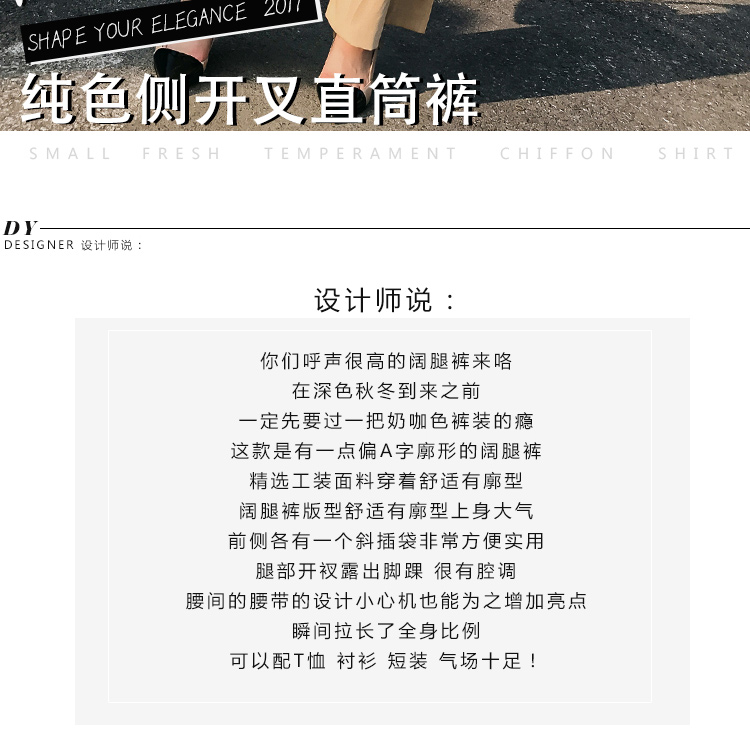 SHAPE YOUR ELEGANCE 2017
纯色侧开叉直筒裤
SMALL FRESH TEMPERAMENT CHIFFON SHIRT
DY
DESIGNER 设计师说：
设计师说：
你们呼声很高的阔腿裤来咯
在深色秋冬到来之前
一定先要过一把奶咖色裤装的瘾
这款是有一点偏A字廓形的阔腿裤
精选工装面料穿着舒适有廓型
阔腿裤版型舒适有廓型上身大气
前侧各有一个斜插袋非常方便实用
腿部开衩露出脚踝 很有腔调
腰间的腰带的设计小心机也能为之增加亮点
瞬间拉长了全身比例
可以配T恤 衬衫 短装 气场十足！